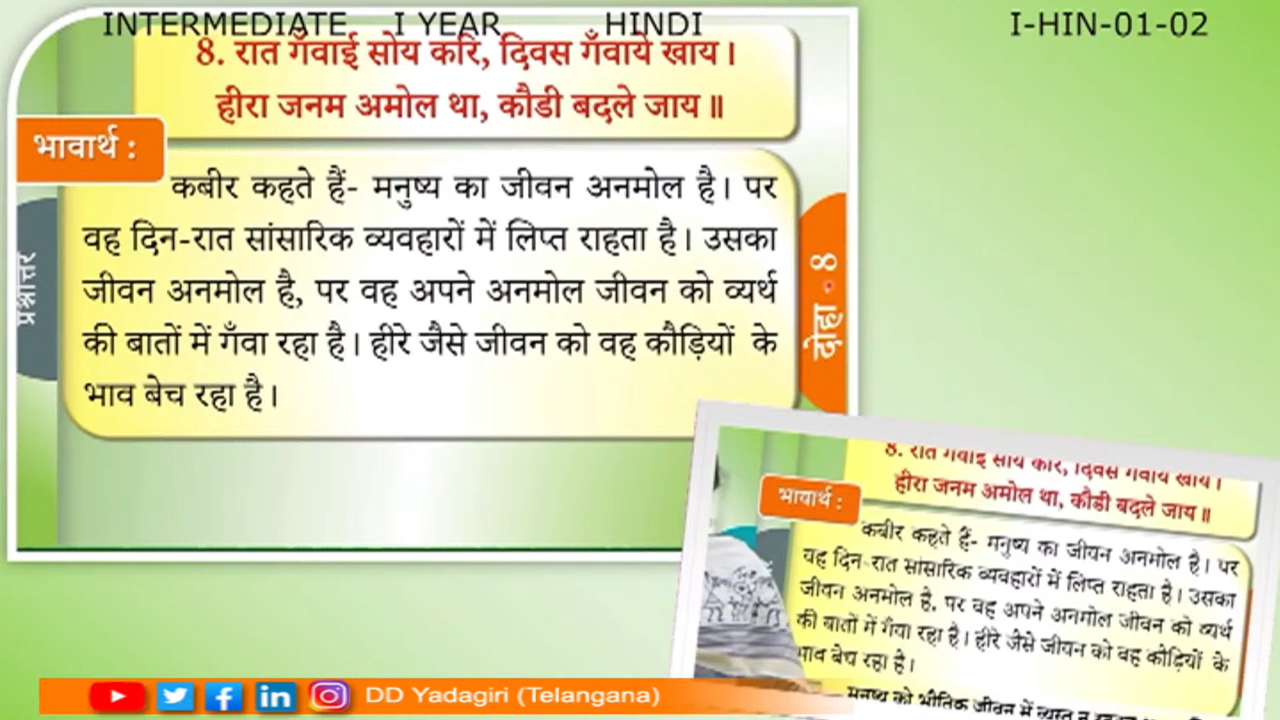 INTERMEDIATE I YEAR HINDI I-HIN-01-02
8. रात गँवाई सोय करि, दिवस गँवाये खाय ।
हीरा जनम अमोल था, कौडी बदले जाय ॥
भावार्थ :
कबीर कहते हैं- मनुष्य का जीवन अनमोल है। पर
वह दिन-रात सांसारिक व्यवहारों में लिप्त राहता है। उसका
जीवन अनमोल है, पर वह अपने अनमोल जीवन को व्यर्थ
की बातों में गँवा रहा है। हीरे जैसे जीवन को वह कौड़ियों के
भाव बेच रहा है।
प्रश्नोत्तर
दोहा - 8
8. रात गँवाई सोय करि, दिवस गँवाये खाय ।
हीरा जनम अमोल था, कौडी बदले जाय ॥
भावार्थ :
कबीर कहते हैं- मनुष्य का जीवन अनमोल है। पर
वह दिन-रात सांसारिक व्यवहारों में लिप्त राहता है। उसका
जीवन अनमोल है, पर वह अपने अनमोल जीवन को व्यर्थ
की बातों में गँवा रहा है। हीरे जैसे जीवन को वह कौड़ियों के
भाव बेच रहा है।
मनुष्य को भौतिक जीवन में व्यस्त न
DD Yadagiri (Telangana)